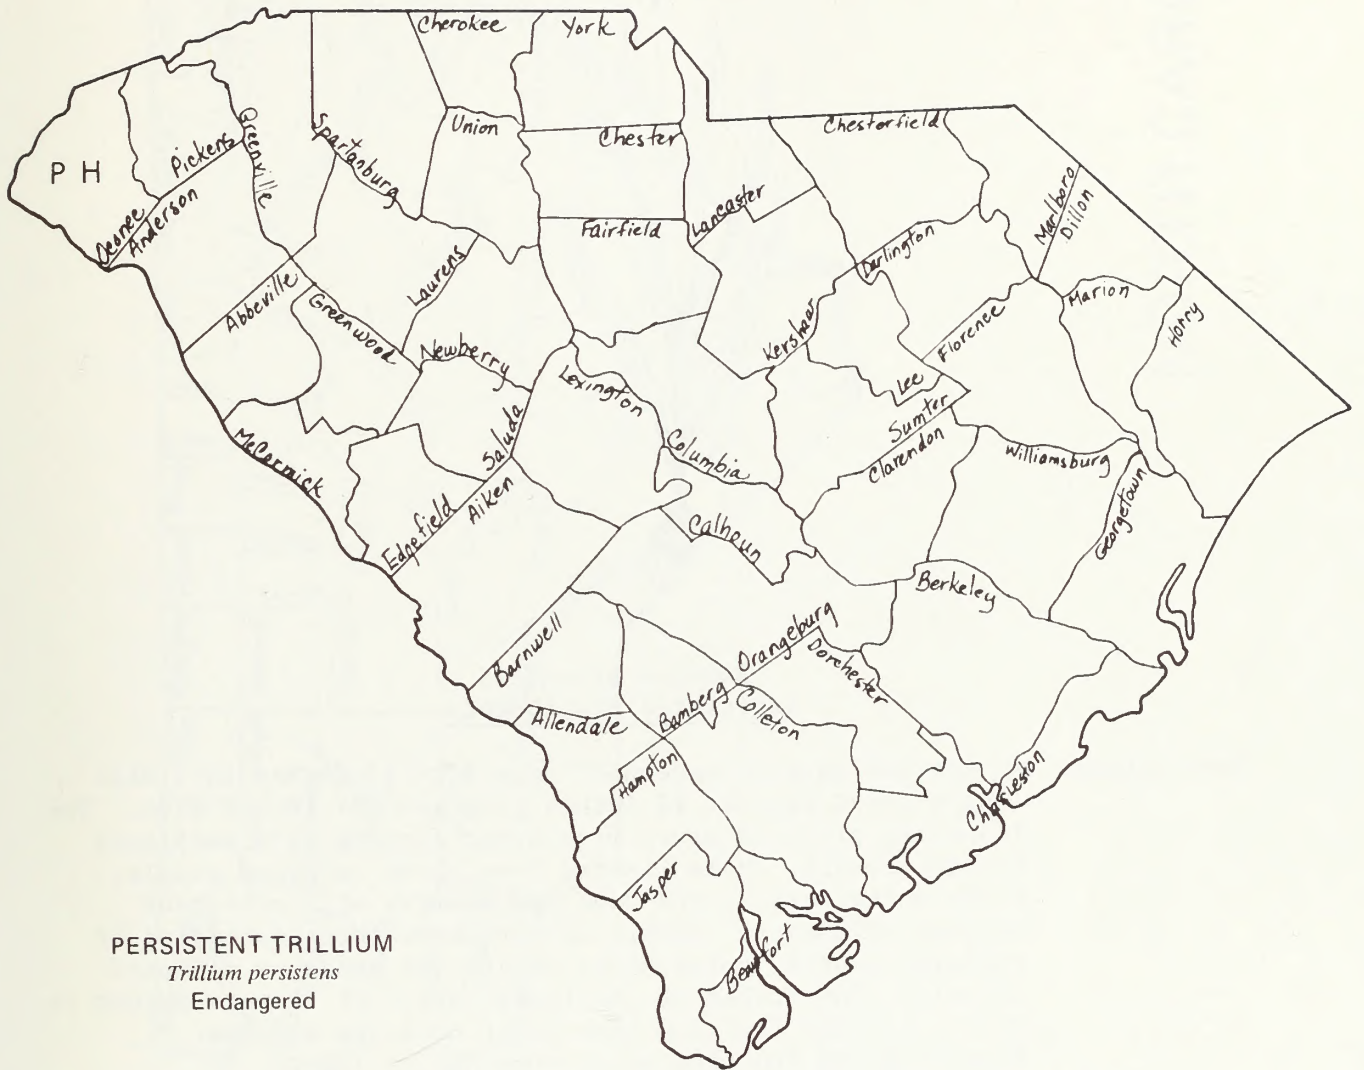 Cherokee
York
Chesterfield
Union
Chester
Greenville
Spartanburg
Pickens
P H
Marlboro
Dillon
Lancaster
Oconee
Anderson
Fairfield
Darlington
Laurens
Abbeville
Greenwood
Marion
Horry
Kershaw
Florence
Newberry
Lexington
Lee
Sumter
Saluda
Columbia
Clarendon
Williamsburg
McCormick
Edgefield
Aiken
Calhoun
Georgetown
Berkeley
Barnwell
Orangeburg
Dorchester
Allendale
Bamberg
Colleton
Hampton
Charleston
Jasper
Beaufort
PERSISTENT TRILLIUM
Trillium persistens
Endangered